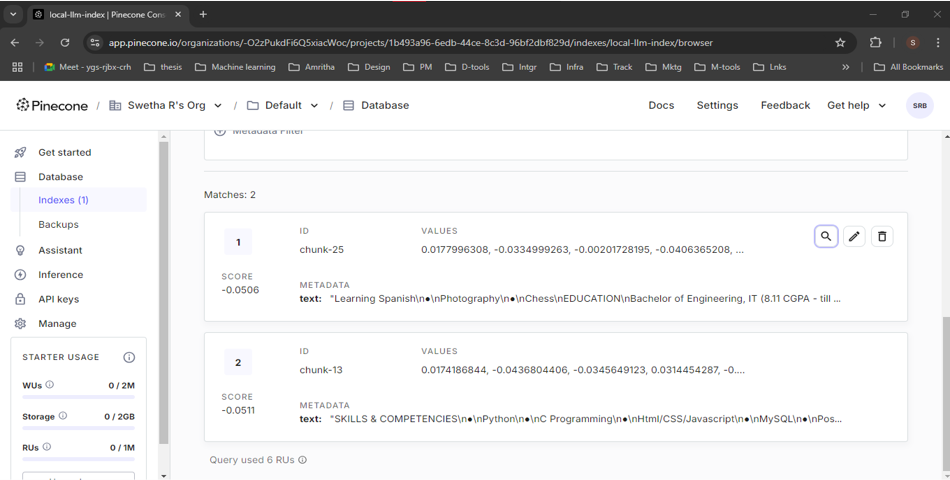 local-llm-index | Pinecone Cons
app.pinecone.io/organizations/-O2zPukdFi6Q5xiacWoc/projects/1b493a96-6edb-44ce-8c3d-96bf2dbf829d/indexes/local-llm-index/browser
S
Meet - ygs-rjbx-crh thesis Machine learning Amritha Design PM D-tools Intgr Infra Track Mktg M-tools Lnks » All Bookmarks
Pinecone / Swetha R's Org / Default / Database Docs Settings Feedback Get help SRB
Get started
Database
Indexes (1)
Backups
Assistant
Inference
API keys
Manage
STARTER USAGE
WUs 0 / 2M
Storage 0 / 2GB
RUs 0 / 1M
Metadata Filter
Matches: 2
1
SCORE
-0.0506
ID
chunk-25
VALUES
0.0177996308, -0.0334999263, -0.00201728195, -0.0406365208, ...
METADATA
text: "Learning Spanish\n●\nPhotography\n●\nChess\nEDUCATION\nBachelor of Engineering, IT (8.11 CGPA - till ...
2
SCORE
-0.0511
ID
chunk-13
VALUES
0.0174186844, -0.0436804406, -0.0345649123, 0.0314454287, -0....
METADATA
text: "SKILLS & COMPETENCIES\n●\nPython\n●\nC Programming\n●\nHtml/CSS/Javascript\n●\nMySQL\n●\nPos...
Query used 6 RUs